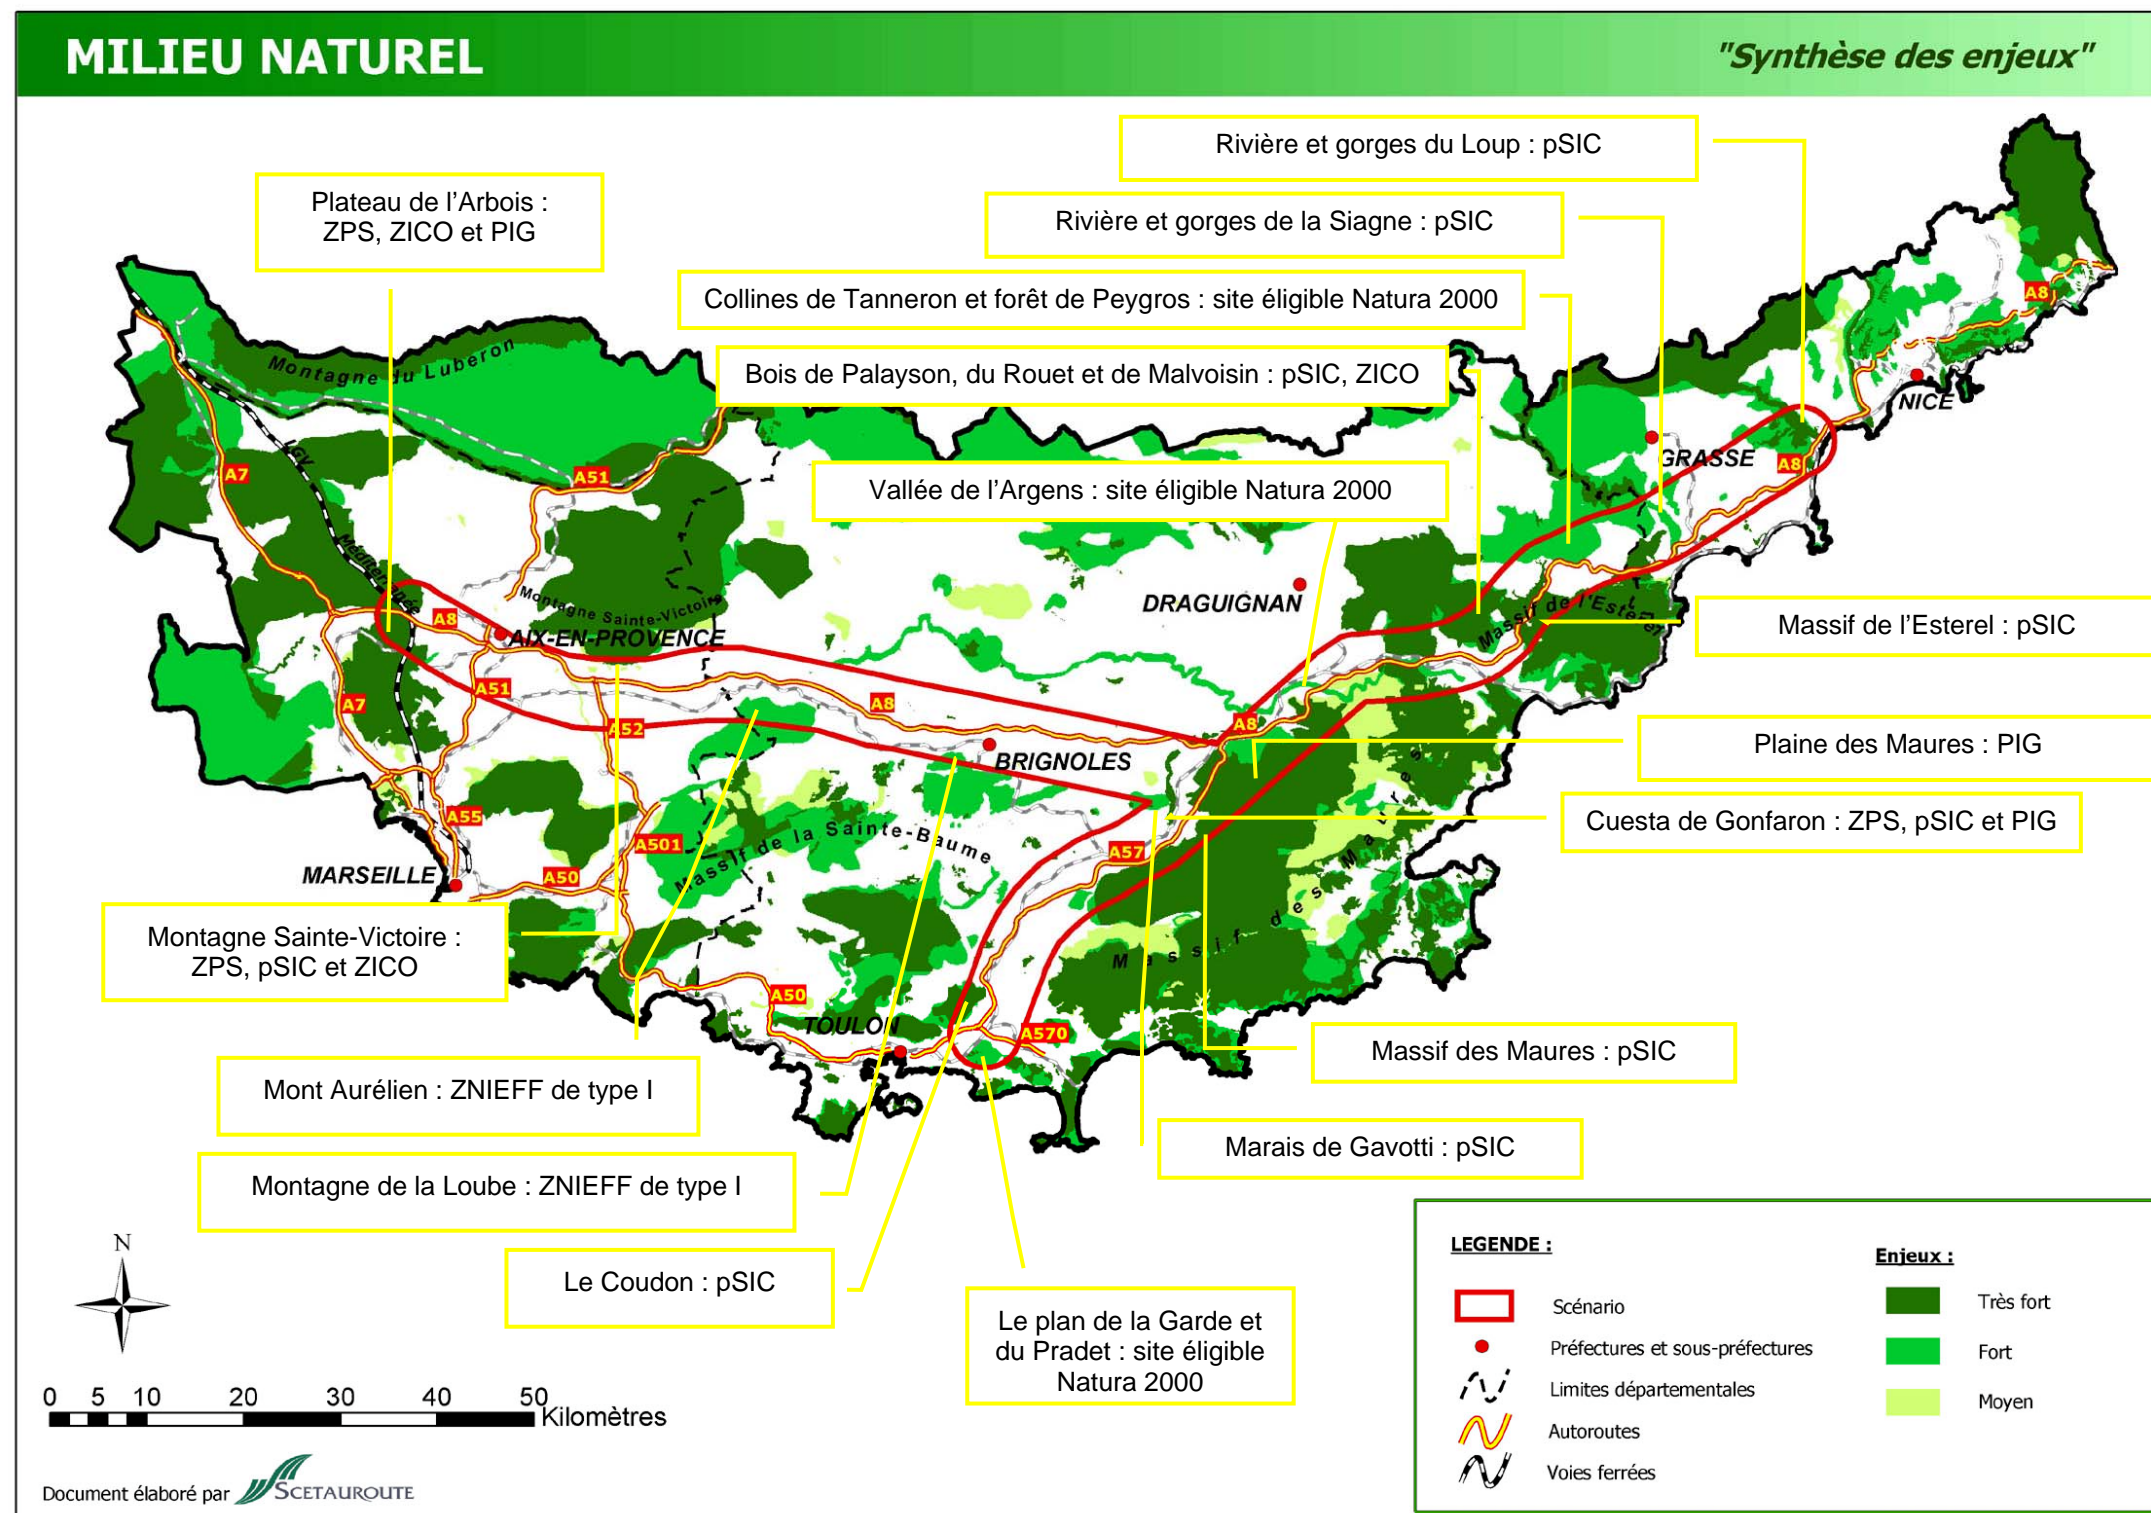 MILIEU NATUREL
"Synthèse des enjeux"
Rivière et gorges du Loup : pSIC
Plateau de l'Arbois :
ZPS, ZICO et PIG
Rivière et gorges de la Siagne : pSIC
Collines de Tanneron et forêt de Peygros : site éligible Natura 2000
Bois de Palayson, du Rouet et de Malvoisin : pSIC, ZICO
Vallée de l'Argens : site éligible Natura 2000
Montagne du Luberon
A8
NICE
GRASSE
A8
A7
LGV
Méditerranée
A51
Montagne Sainte-Victoire
DRAGUIGNAN
Massif de l'Esterel
Massif de l'Esterel : pSIC
A8
AIX-EN-PROVENCE
A51
A7
A52
A8
A8
BRIGNOLES
Plaine des Maures : PIG
Cuesta de Gonfaron : ZPS, pSIC et PIG
A55
A501
Massif de la Sainte-Baume
A57
MARSEILLE
A50
Massif des Maures
Montagne Sainte-Victoire :
ZPS, pSIC et ZICO
A50
TOULON
A570
Massif des Maures : pSIC
Mont Aurélien : ZNIEFF de type I
Marais de Gavotti : pSIC
Montagne de la Loube : ZNIEFF de type I
Le Coudon : pSIC
Le plan de la Garde et
du Pradet : site éligible
Natura 2000
N
0 5 10 20 30 40 50
Kilomètres
Document élaboré par SCETAUROUTE
LEGENDE :
Scénario
Préfectures et sous-préfectures
Limites départementales
Autoroutes
Voies ferrées
Enjeux :
Très fort
Fort
Moyen